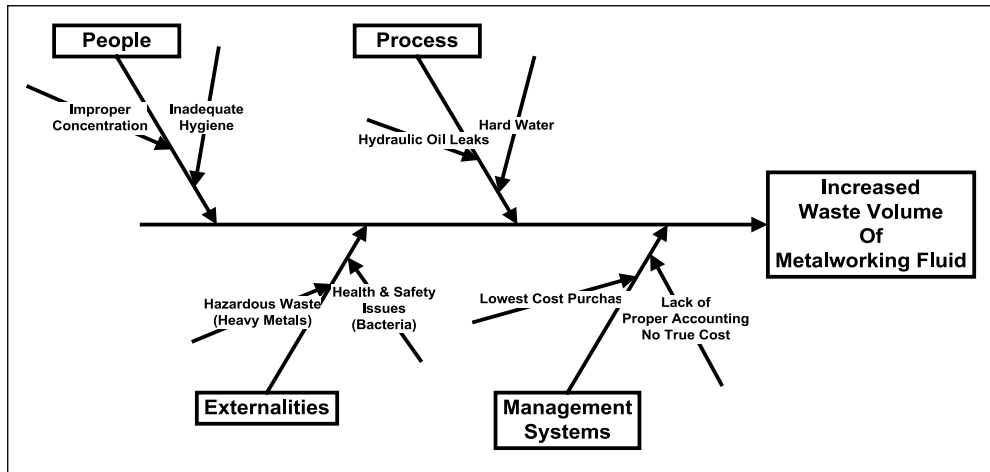 People
Improper
Concentration
Inadequate
Hygiene
Process
Hydraulic Oil Leaks
Hard Water
Increased
Waste Volume
Of
Metalworking Fluid
Hazardous Waste
(Heavy Metals)
Health & Safety
Issues
(Bacteria)
Externalities
Lowest Cost Purchas
Lack of
Proper Accounting
No True Cost
Management
Systems